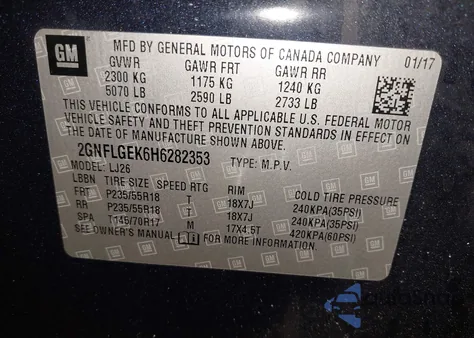 GM
MFD BY GENERAL MOTORS OF CANADA COMPANY 01/17
GVWR GAWR FRT GAWR RR
2300 KG 1175 KG 1240 KG
5070 LB 2590 LB 2733 LB
THIS VEHICLE CONFORMS TO ALL APPLICABLE U.S. FEDERAL MOTOR
VEHICLE SAFETY AND THEFT PREVENTION STANDARDS IN EFFECT ON
THE DATE OF MANUFACTURE SHOWN ABOVE.
2GNFLGEK6H6282353 TYPE: M.P.V.
MODEL: LJ26
LBBN TIRE SIZE SPEED RTG RIM COLD TIRE PRESSURE
FRT P235/55R18 T 18X7J 240KPA(35PSI)
RR P235/55R18 T 18X7J 240KPA(35PSI)
SPA T145/70R17 M 17X4.5T 420KPA(60PSI)
SEE OWNER'S MANUAL